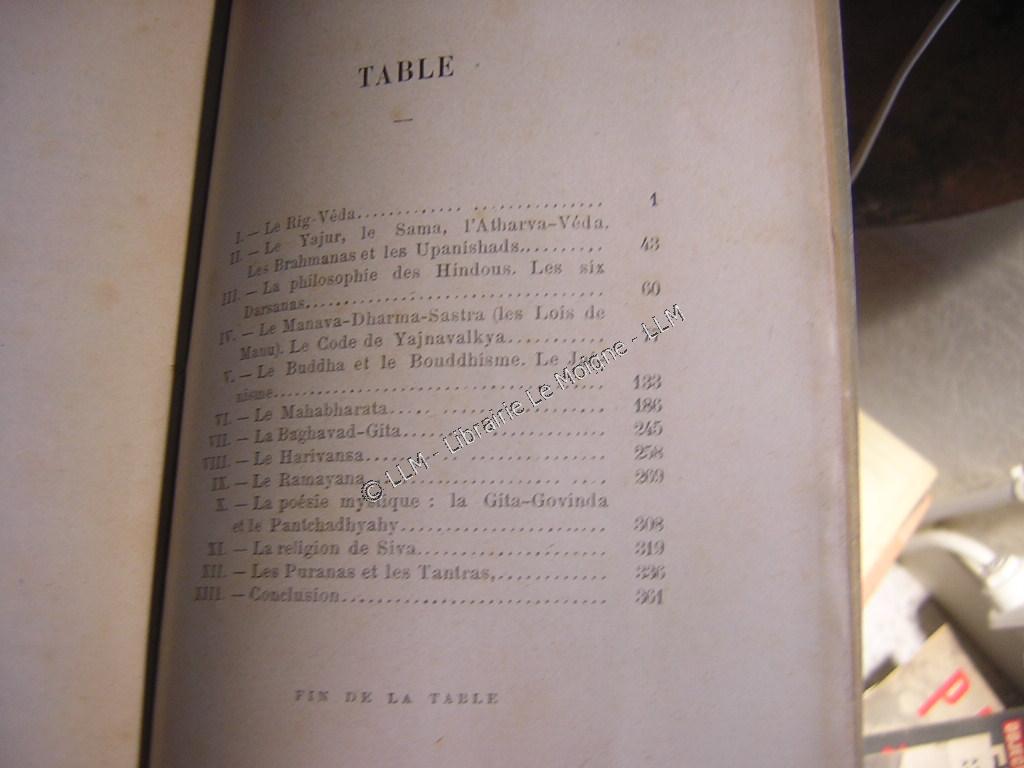 TABLE
I. — Le Rig-Véda............. ................ 1
II. — Le Yajur, le Sama, l'Atharva-Véda.
Les Brahmanas et les Upanishads.......... 43
III. — La philosophie des Hindous. Les six
Darsanas.................................. 60
IV. — Le Manava-Dharma-Sastra (les Lois de
Manu). Le Code de Yajnavalkya...........
V. — Le Buddha et le Bouddhisme. Le
nisme..................................... 133
VI. — Le Mahabharata..... ................. 186
VII. — La Baghavad-Gita.................... 245
VIII. — Le Harivansa......... ............. 258
IX. — Le Ramayana.......................... 269
X. — La poésie mystique : la Gita-Govinda
et le Pantchadhyahy....................... 308
XI. — La religion de Siva.................. 319
XII. — Les Puranas et les Tantras,......... 336
XIII. — Conclusion......................... 361
FIN DE LA TABLE
© LLM - Librairie Le Moigne - LLM
P